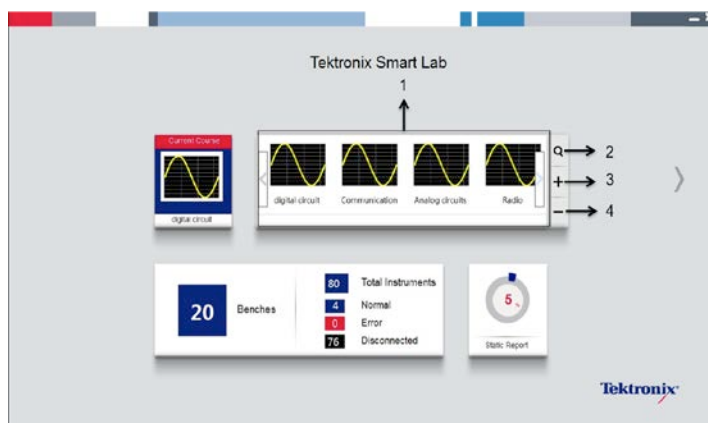 Tektronix Smart Lab
1
Current Course
digital circuit
digital circuit
Communication
Analog circuits
Radio
2
+
3
−
4
20
Benches
80 Total Instruments
4 Normal
0 Error
76 Disconnected
5 %
Static Report
Tektronix